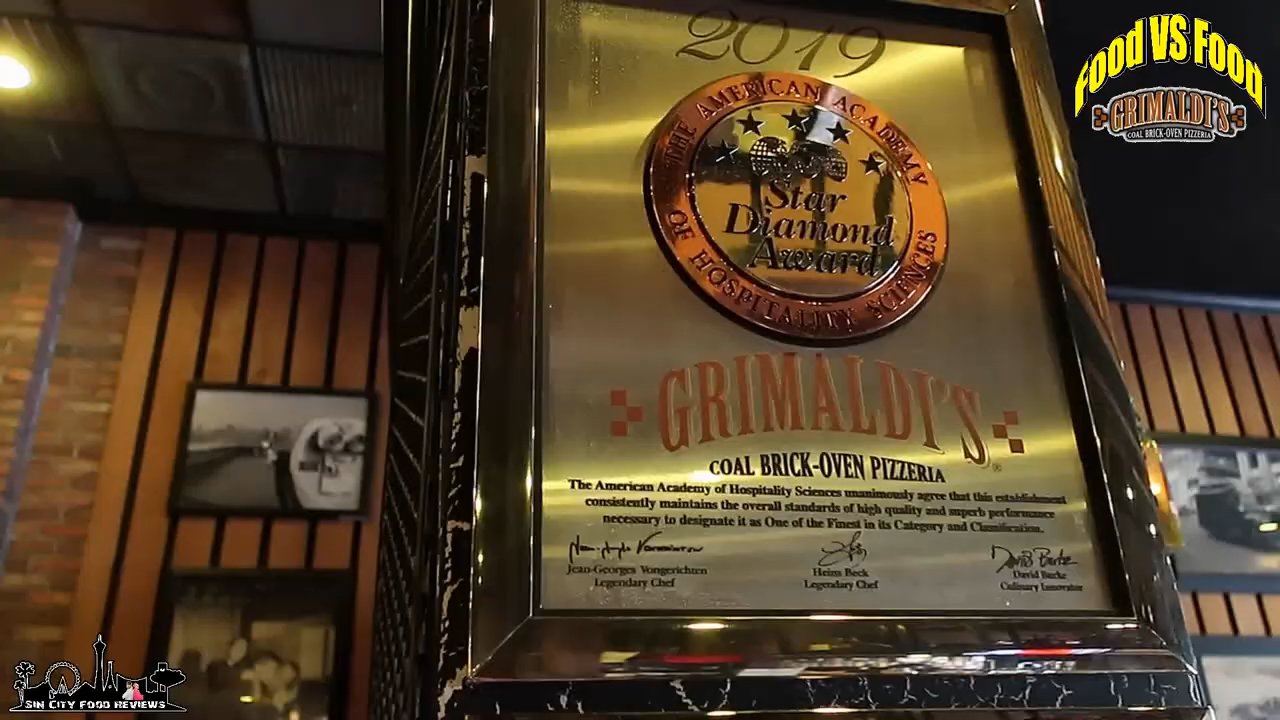 2019
THE AMERICAN ACADEMY
OF HOSPITALITY SCIENCES
Star
Diamond
Award
GRIMALDI'S
COAL BRICK-OVEN PIZZERIA
The American Academy of Hospitality Sciences unanimously agree that this establishment
consistently maintains the overall standards of high quality and superb performance
necessary to designate it as One of the Finest in its Category and Classification.
Jean-Georges Vongerichten
Legendary Chef
Heinz Beck
Legendary Chef
David Burke
David Burke
Culinary Innovator
Food VS Food
GRIMALDI'S
COAL BRICK-OVEN PIZZERIA
SIN CITY FOOD REVIEWS